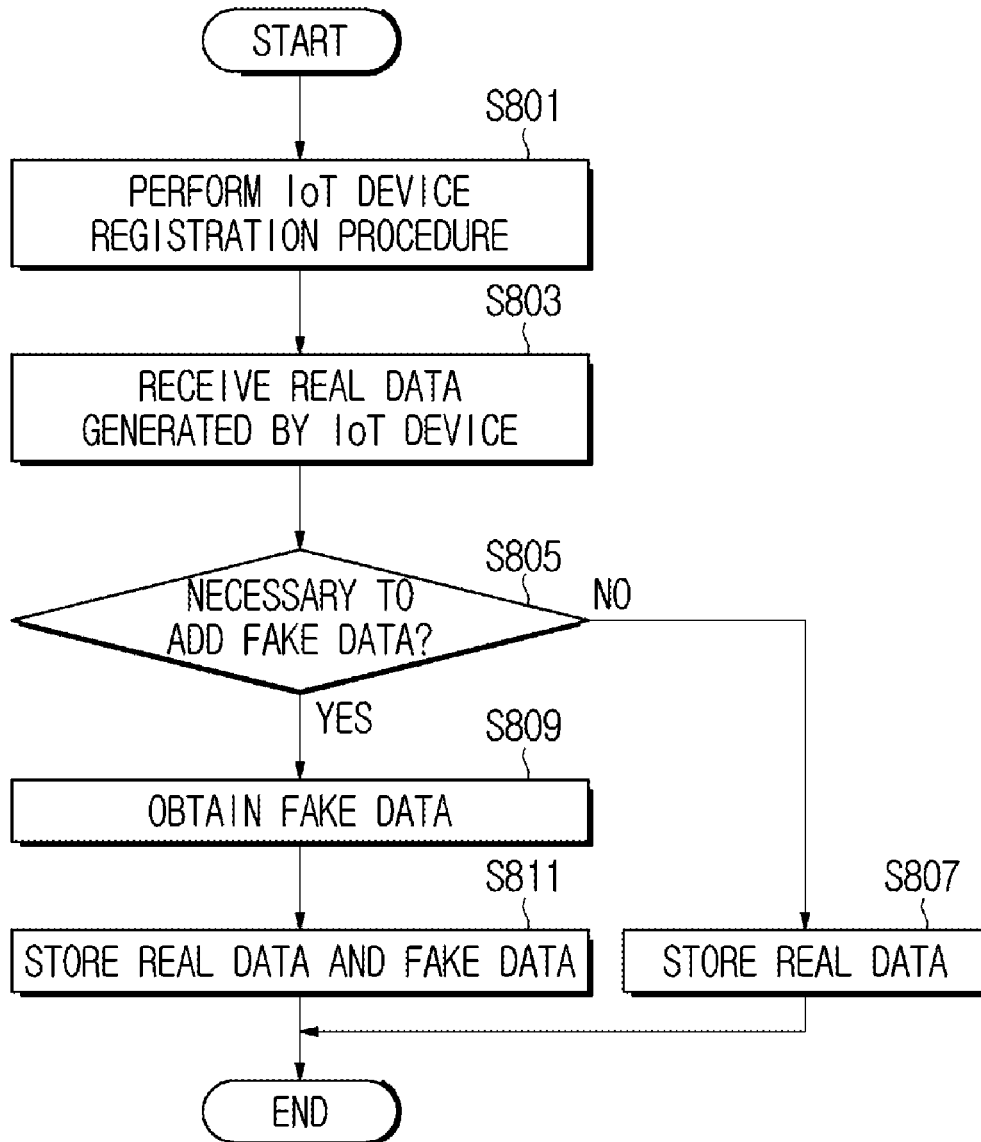 START
S801
PERFORM IoT DEVICE
REGISTRATION PROCEDURE
S803
RECEIVE REAL DATA
GENERATED BY IoT DEVICE
S805
NECESSARY TO
ADD FAKE DATA?
NO
YES
S809
OBTAIN FAKE DATA
S811
STORE REAL DATA AND FAKE DATA
S807
STORE REAL DATA
END